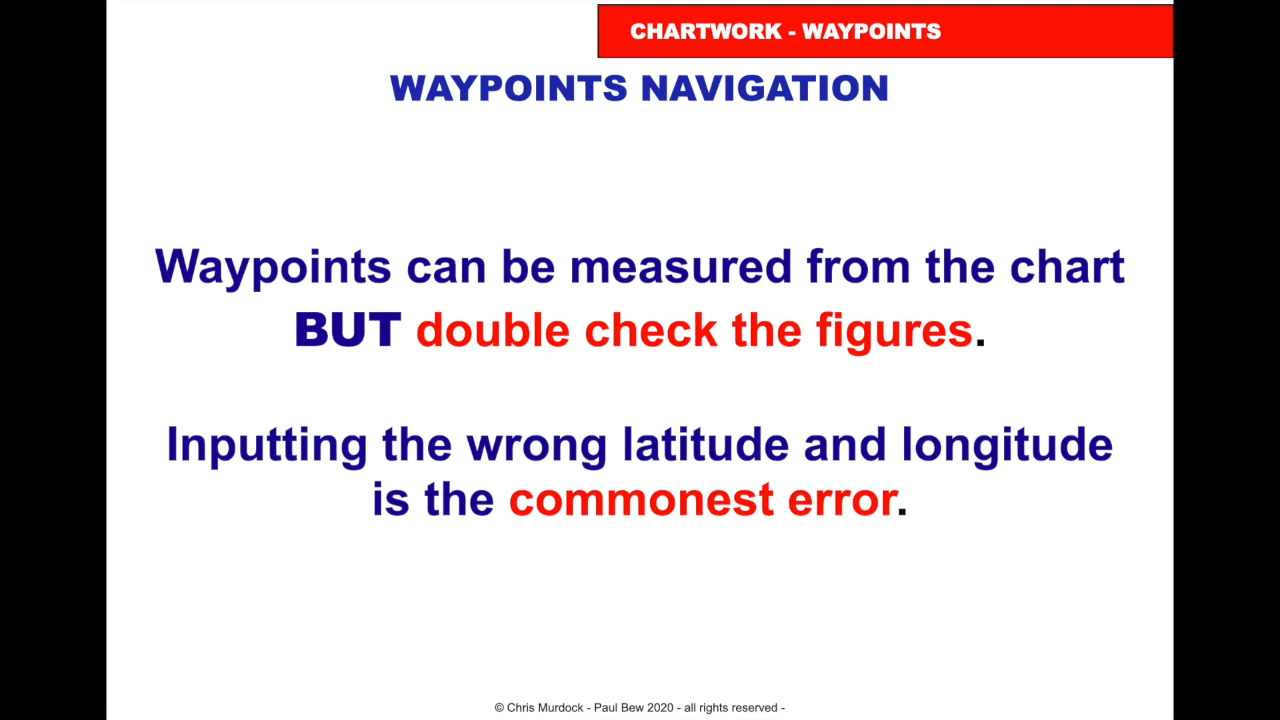 CHARTWORK - WAYPOINTS
WAYPOINTS NAVIGATION
Waypoints can be measured from the chart
BUT double check the figures.
Inputting the wrong latitude and longitude
is the commonest error.
© Chris Murdock - Paul Bew 2020 - all rights reserved -